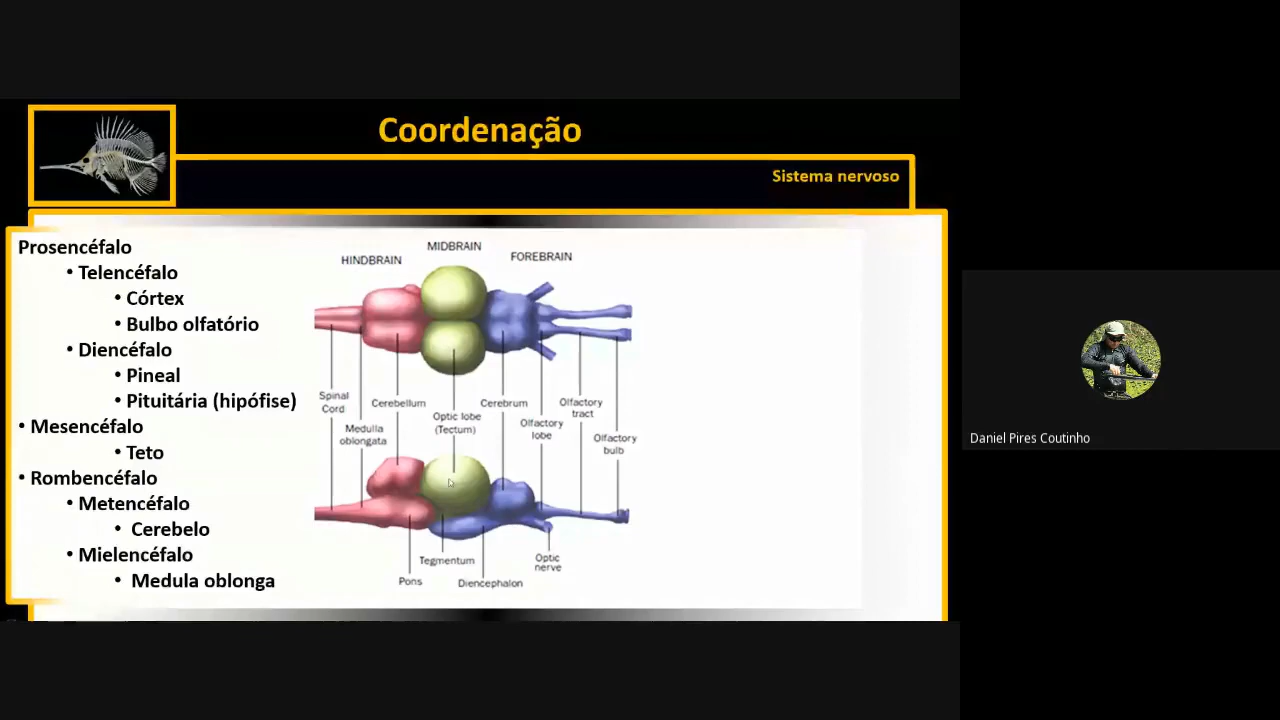 Coordenação
Sistema nervoso
Prosencéfalo
• Telencéfalo
• Córtex
• Bulbo olfatório
• Diencéfalo
• Pineal
• Pituitária (hipófise)
• Mesencéfalo
• Teto
• Rombencéfalo
• Metencéfalo
• Cerebelo
• Mielencéfalo
• Medula oblonga
HINDBRAIN
MIDBRAIN
FOREBRAIN
Spinal
Cord
Medulla
oblongata
Cerebellum
Optic lobe
(Tectum)
Cerebrum
Olfactory
lobe
Olfactory
tract
Olfactory
bulb
Pons
Tegmentum
Diencephalon
Optic
nerve
Daniel Pires Coutinho